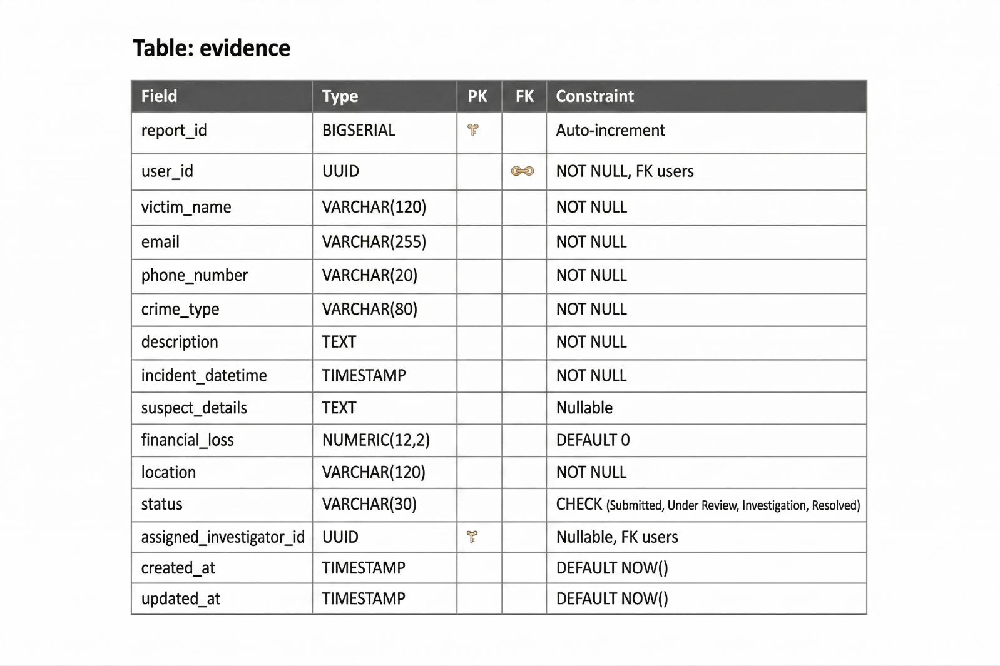 Table: evidence
Field Type PK FK Constraint
report_id BIGSERIAL Auto-increment
user_id UUID NOT NULL, FK users
victim_name VARCHAR(120) NOT NULL
email VARCHAR(255) NOT NULL
phone_number VARCHAR(20) NOT NULL
crime_type VARCHAR(80) NOT NULL
description TEXT NOT NULL
incident_datetime TIMESTAMP NOT NULL
suspect_details TEXT Nullable
financial_loss NUMERIC(12,2) DEFAULT 0
location VARCHAR(120) NOT NULL
status VARCHAR(30) CHECK (Submitted, Under Review, Investigation, Resolved)
assigned_investigator_id UUID Nullable, FK users
created_at TIMESTAMP DEFAULT NOW()
updated_at TIMESTAMP DEFAULT NOW()